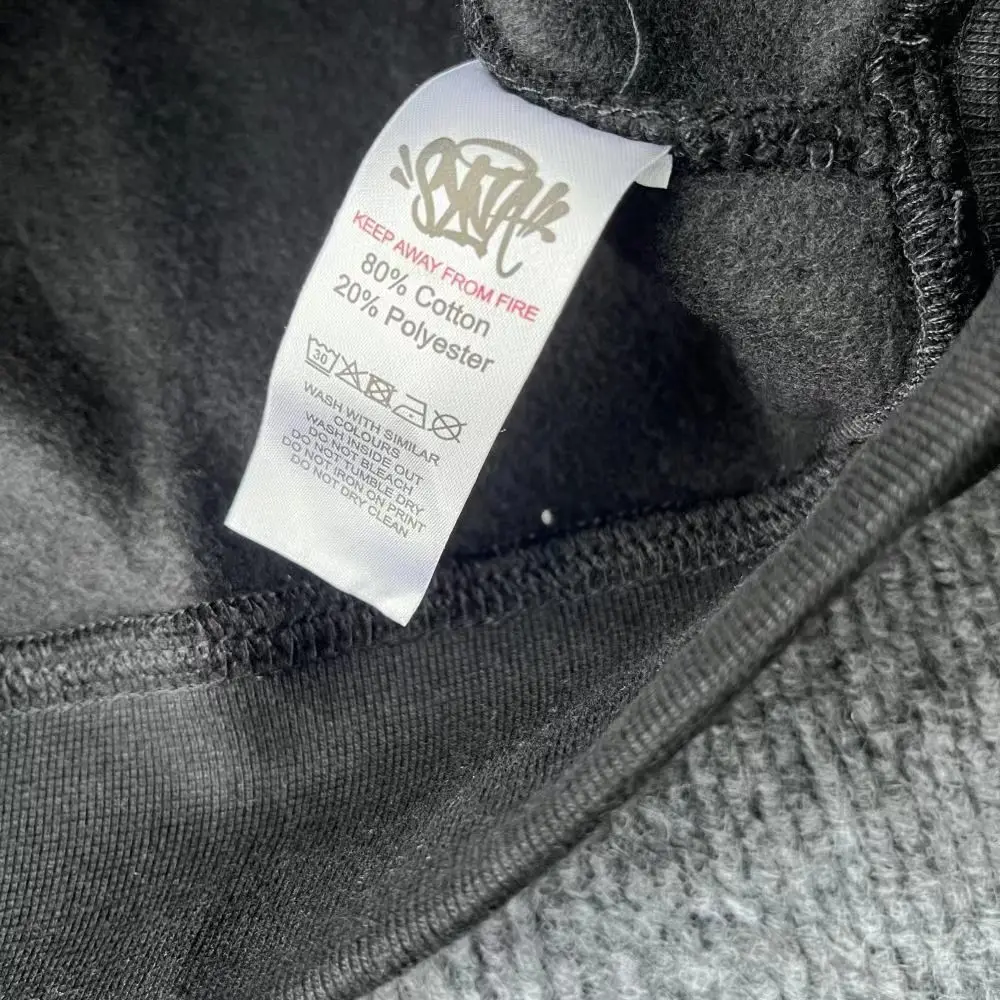 SYNA
KEEP AWAY FROM FIRE
80% Cotton
20% Polyester
30
WASH WITH SIMILAR
COLOURS
WASH INSIDE OUT
DO NOT BLEACH
DO NOT TUMBLE DRY
DO NOT IRON ON PRINT
DO NOT DRY CLEAN